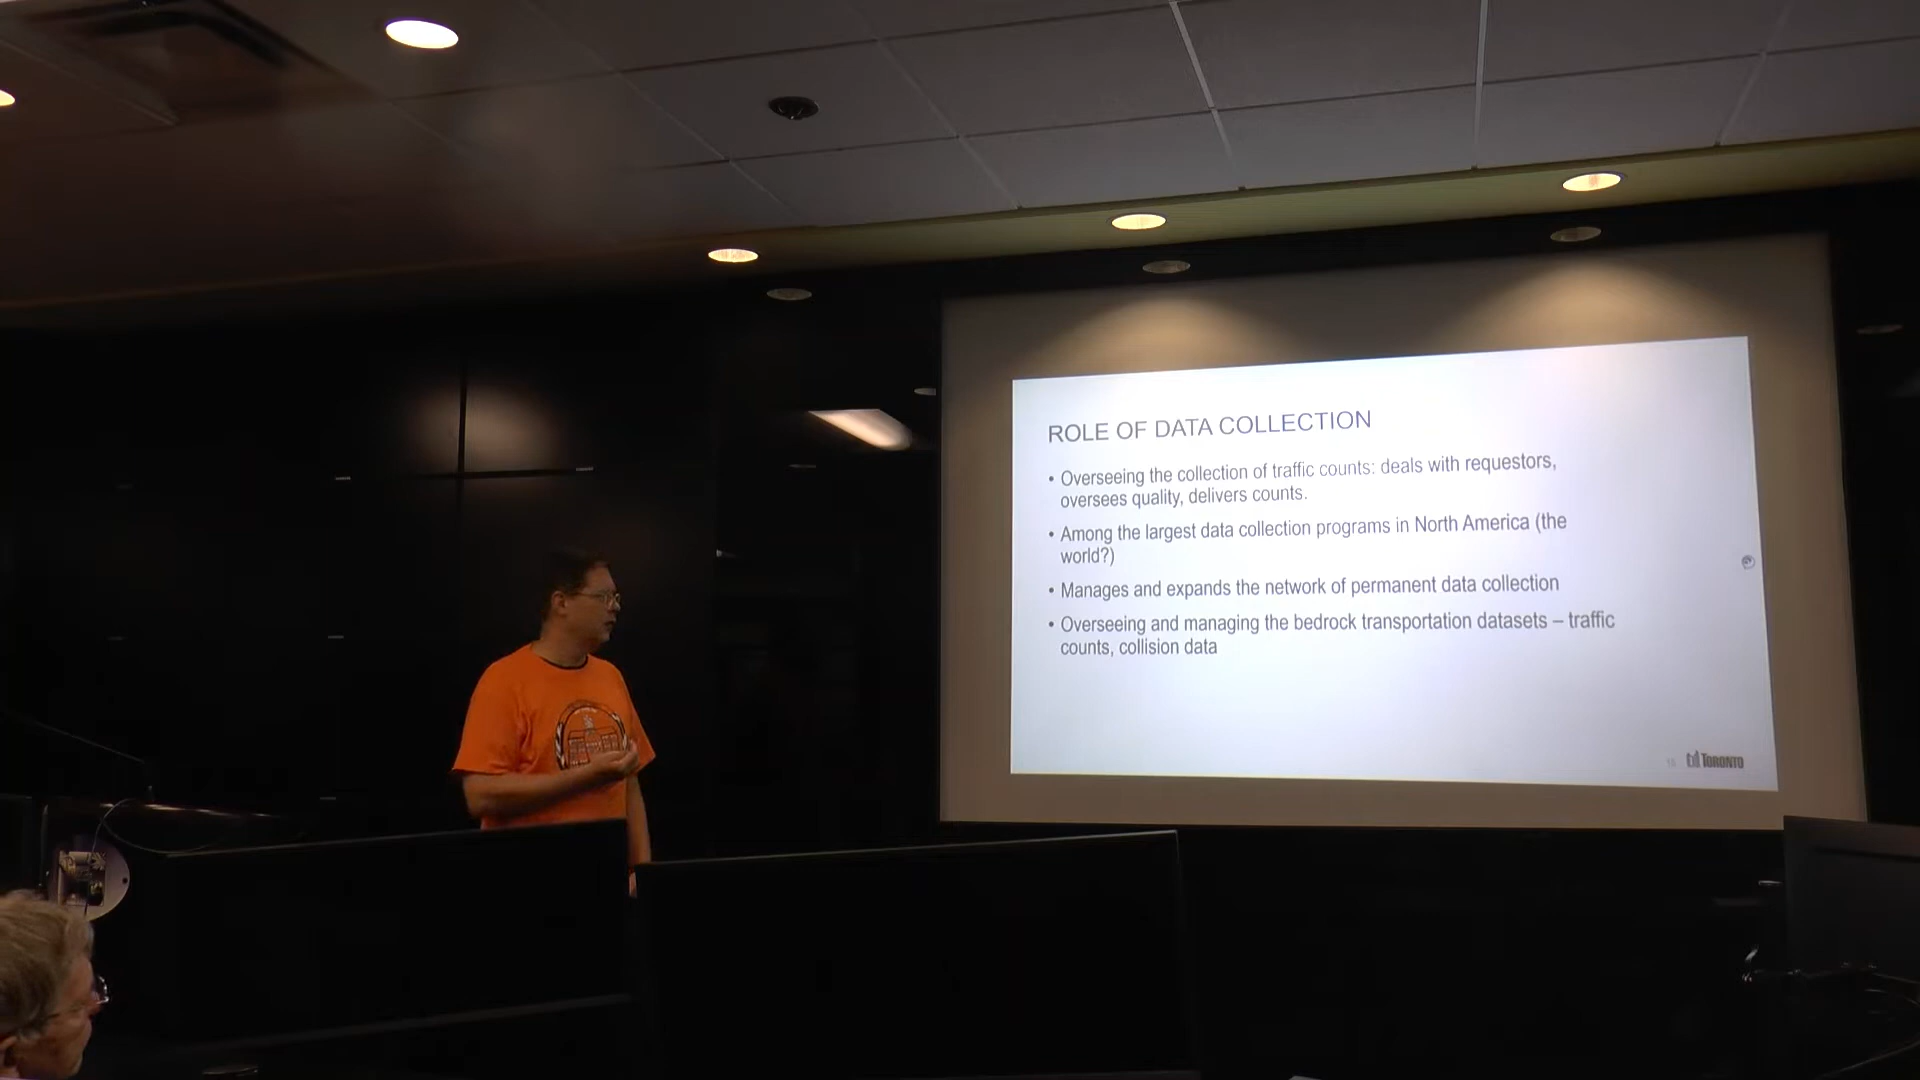 ROLE OF DATA COLLECTION
• Overseeing the collection of traffic counts: deals with requestors,
oversees quality, delivers counts.
• Among the largest data collection programs in North America (the
world?)
• Manages and expands the network of permanent data collection
• Overseeing and managing the bedrock transportation datasets – traffic
counts, collision data
TORONTO